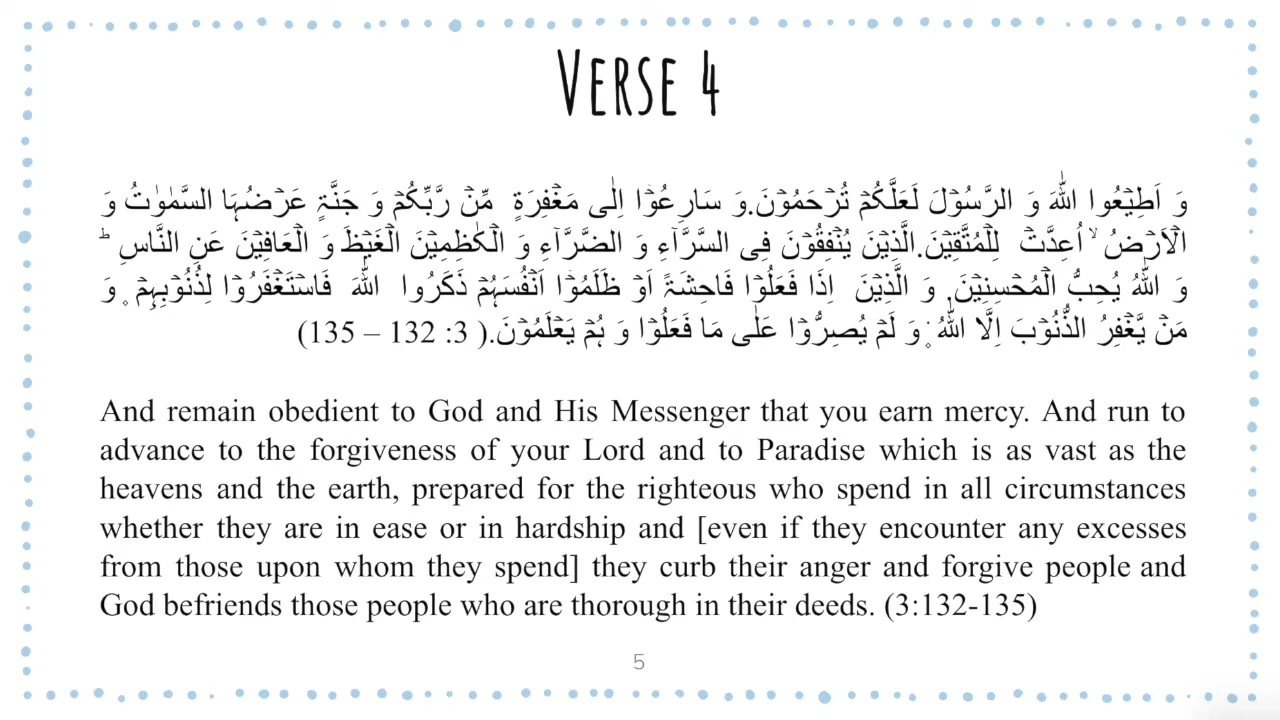 VERSE 4
وَ اَطِیۡعُوا اللّٰہَ وَ الرَّسُوۡلَ لَعَلَّکُمۡ تُرۡحَمُوۡنَ.وَ سَارِعُوۡۤا اِلٰی مَغۡفِرَۃٍ مِّنۡ رَّبِّکُمۡ وَ جَنَّۃٍ عَرۡضُہَا السَّمٰوٰتُ وَ
الۡاَرۡضُ ۙ اُعِدَّتۡ لِلۡمُتَّقِیۡنَ.الَّذِیۡنَ یُنۡفِقُوۡنَ فِی السَّرَّآءِ وَ الضَّرَّآءِ وَ الۡکٰظِمِیۡنَ الۡغَیۡظَ وَ الۡعَافِیۡنَ عَنِ النَّاسِ ؕ
وَ اللّٰہُ یُحِبُّ الۡمُحۡسِنِیۡنَ. وَ الَّذِیۡنَ اِذَا فَعَلُوۡا فَاحِشَۃً اَوۡ ظَلَمُوۡۤا اَنۡفُسَہُمۡ ذَکَرُوا اللّٰہَ فَاسۡتَغۡفَرُوۡا لِذُنُوۡبِہِمۡ ۪ وَ
مَنۡ یَّغۡفِرُ الذُّنُوۡبَ اِلَّا اللّٰہُ ۪۟ وَ لَمۡ یُصِرُّوۡا عَلٰی مَا فَعَلُوۡا وَ ہُمۡ یَعۡلَمُوۡنَ.( 3: 132 – 135)
And remain obedient to God and His Messenger that you earn mercy. And run to
advance to the forgiveness of your Lord and to Paradise which is as vast as the
heavens and the earth, prepared for the righteous who spend in all circumstances
whether they are in ease or in hardship and [even if they encounter any excesses
from those upon whom they spend] they curb their anger and forgive people and
God befriends those people who are thorough in their deeds. (3:132-135)
5